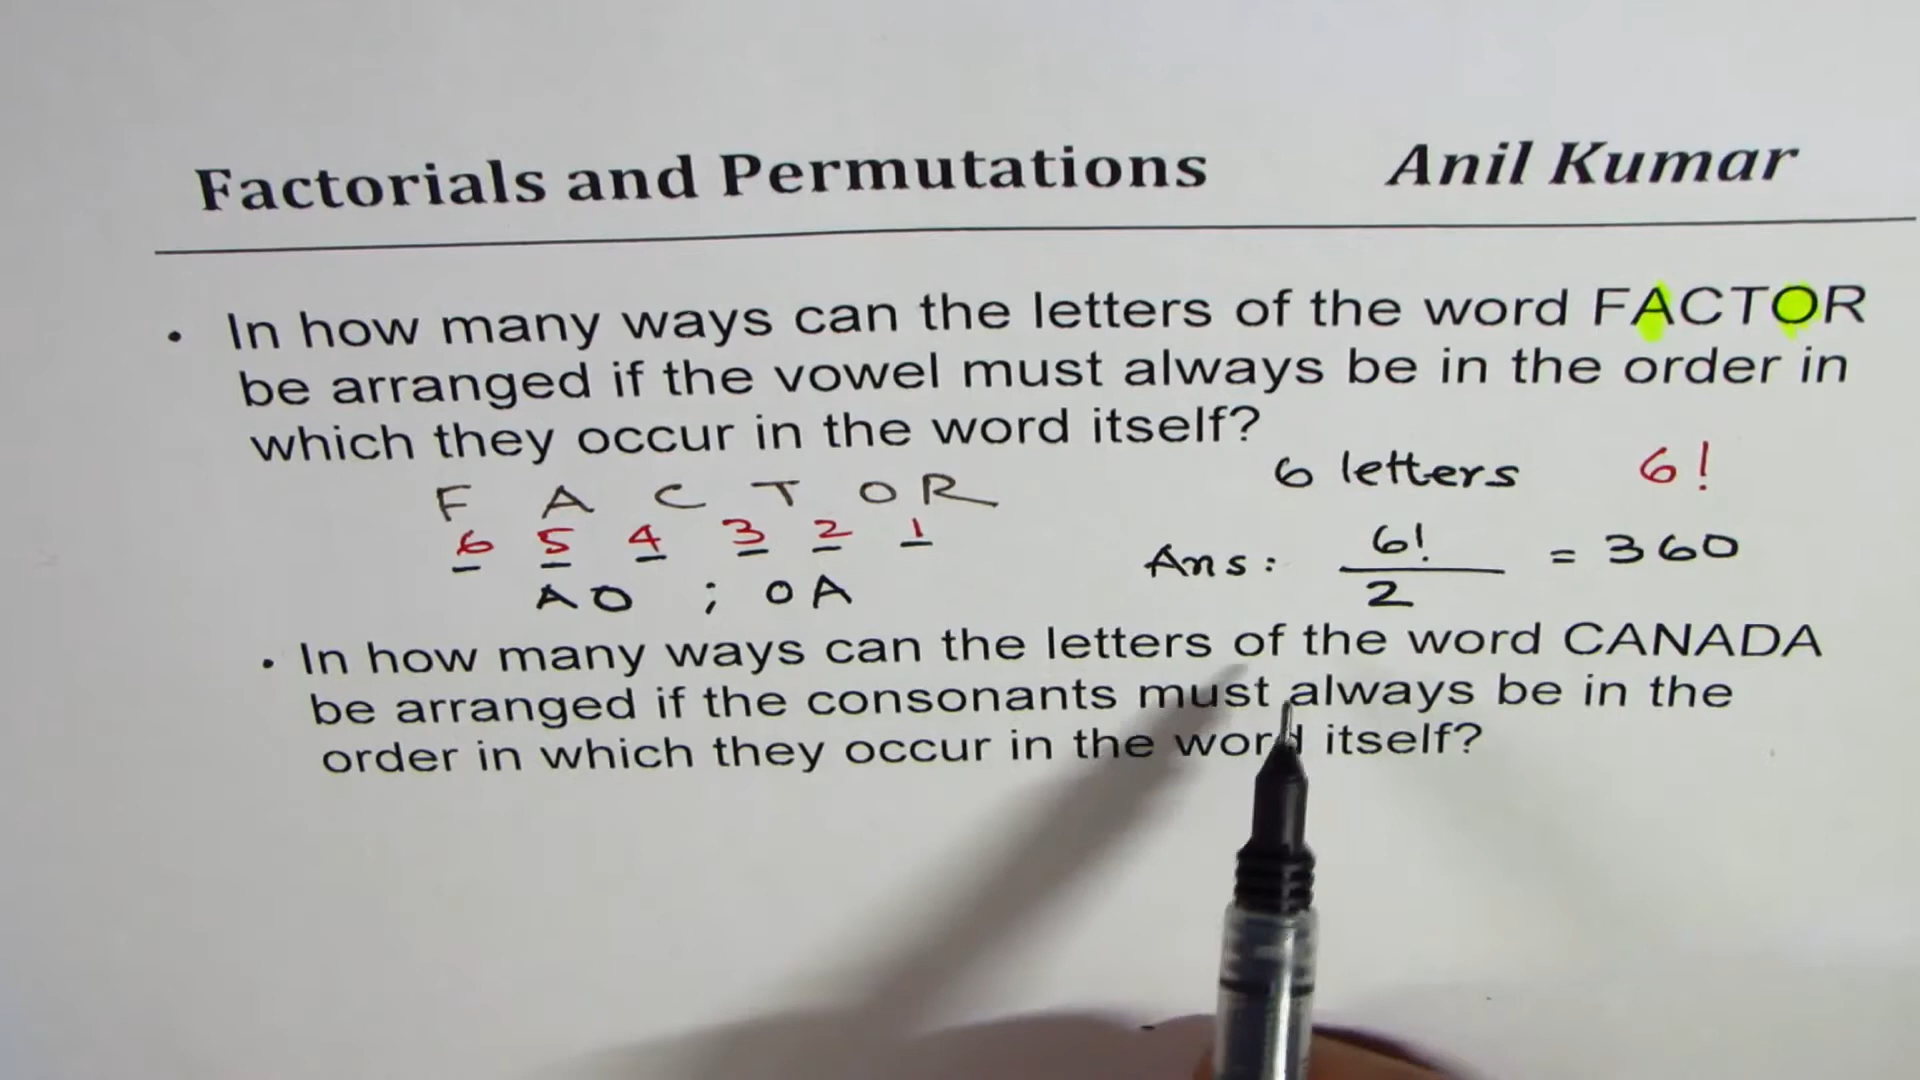 Factorials and Permutations Anil Kumar
• In how many ways can the letters of the word FACTOR
be arranged if the vowel must always be in the order in
which they occur in the word itself?
6 letters 6!
F A C T O R
6 5 4 3 2 1
Ans: 6!/2 = 360
AO ; OA
• In how many ways can the letters of the word CANADA
be arranged if the consonants must always be in the
order in which they occur in the word itself?